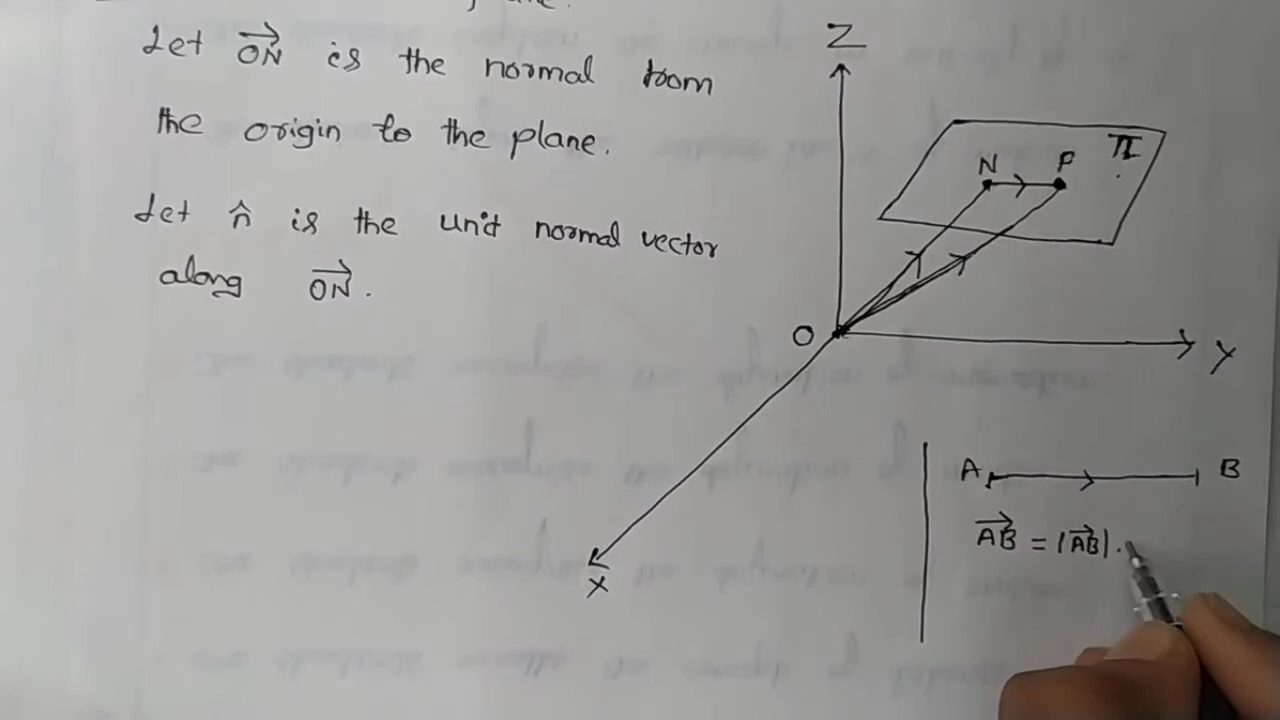 Let ON→ is the normal from
the origin to the plane.
Let n̂ is the unit normal vector
along ON→.
Z
N P π
O
Y
X
A B
AB→ = |AB→| .